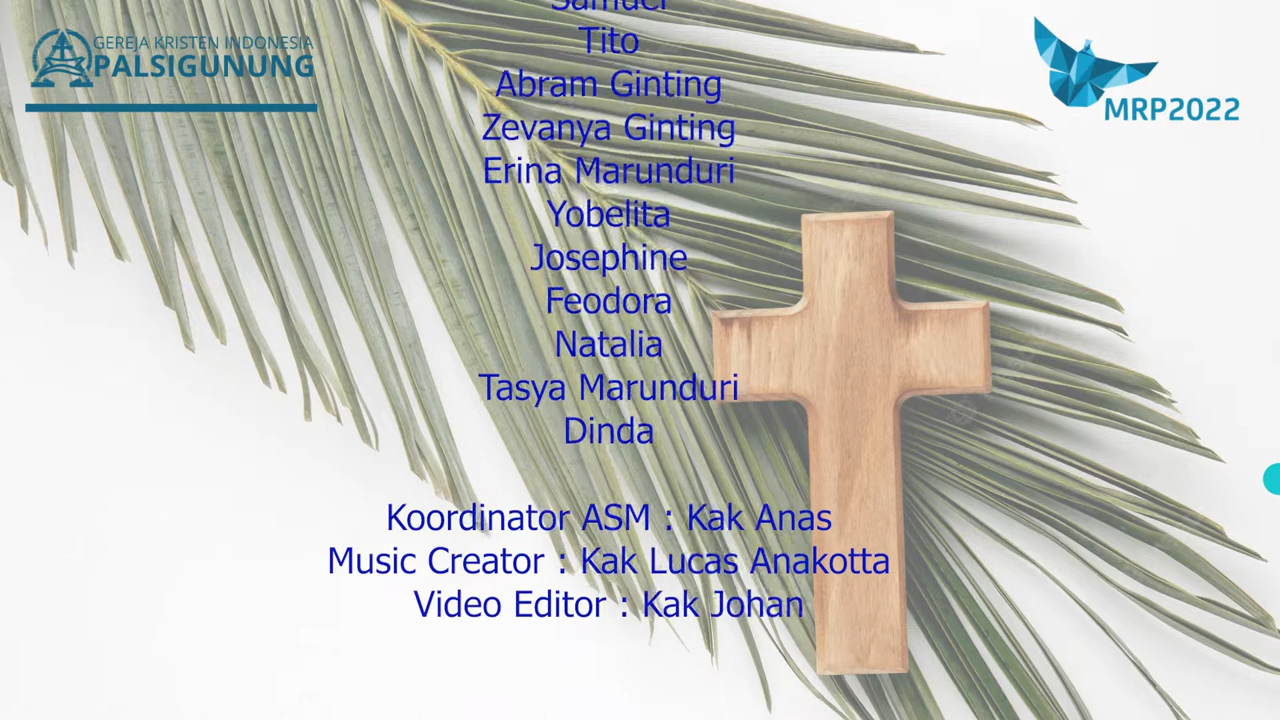 GEREJA KRISTEN INDONESIA
PALSIGUNUNG
MRP2022
Samuel
Tito
Abram Ginting
Zevanya Ginting
Erina Marunduri
Yobelita
Josephine
Feodora
Natalia
Tasya Marunduri
Dinda
Koordinator ASM : Kak Anas
Music Creator : Kak Lucas Anakotta
Video Editor : Kak Johan